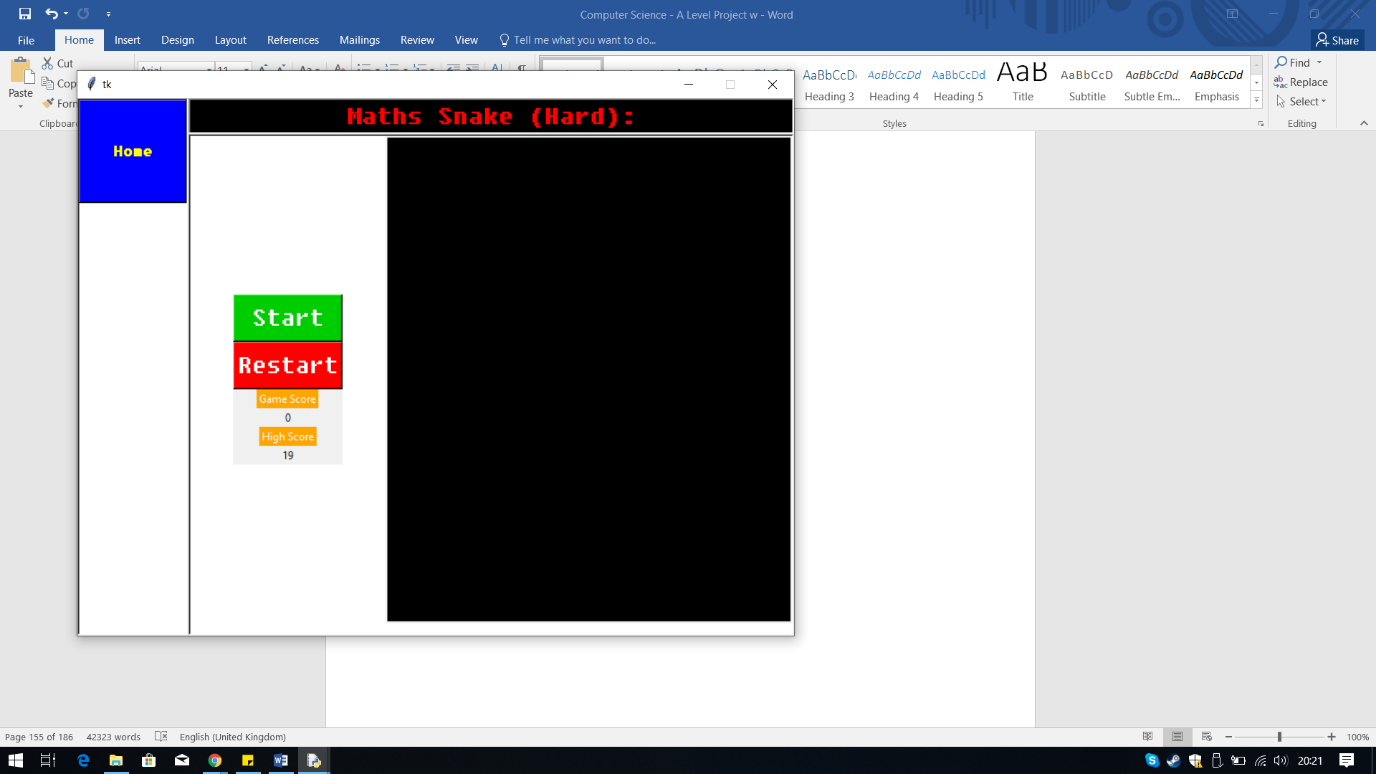 Computer Science - A Level Project w - Word
File Home Insert Design Layout References Mailings Review View Tell me what you want to do... Share
Paste
Cut
Clipboard
tk
AaBbCcDd AaBbCcDd AaB AaBbCcD AaBbCcDd AaBbCcDd
Heading 3 Heading 4 Heading 5 Title Subtitle Subtle Em... Emphasis
Styles
Find
Replace
Select
Editing
Maths Snake (Hard):
Home
Start
Restart
Game Score
0
High Score
19
Page 155 of 186 42323 words English (United Kingdom) 100%
20:21